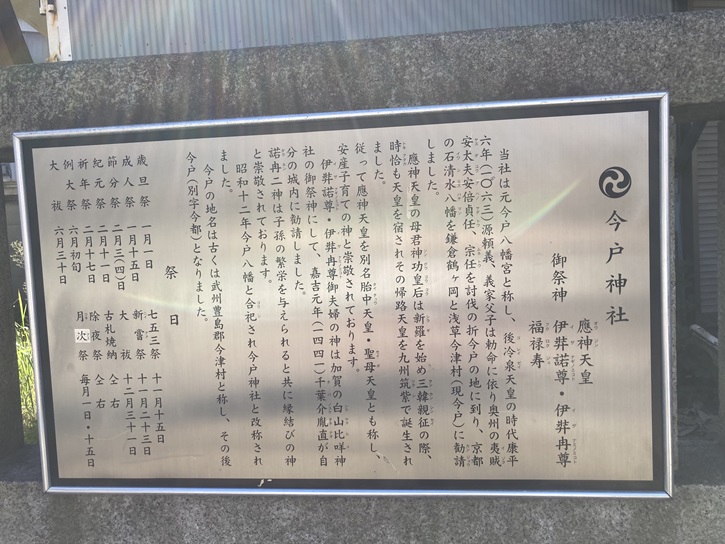 今戸神社
御祭神
應神天皇
オウジン
伊弉諾尊・伊弉冉尊
福禄寿
当社は元今戸八幡宮と称し、後冷泉天皇の時代康平
六年(一〇六三)源頼義、義家父子は勅命に依り奥州の夷賊
安太夫安倍貞任、宗任を討伐の折今戸の地に到り、京都
の石清水八幡を鎌倉鶴ヶ岡と浅草今津村(現今戸)に勧請
しました。
應神天皇の母君神功皇后は新羅を始め三韓親征の際、
時恰も天皇を宿されその帰路天皇を九州筑紫で誕生され
ました。
従って應神天皇を別名胎中天皇・聖母天皇とも称し、
安産子育ての神と崇敬されております。
伊弉諾尊・伊弉冉尊御夫婦の神は加賀の白山比咩神
社の御祭神にして、嘉吉元年(一四四一)千葉介胤直が自
分の城内に勧請しました。
諾冉二神は子孫の繁栄を与えられると共に縁結びの神
と崇敬されております。
昭和十二年今戸八幡と合祀され今戸神社と改称され
ました。
今戸の地名は古くは武州豊島郡今津村と称し、その後
今戸(別字今都)となりました。
祭日
歳旦祭 一月一日
成人祭 一月十五日
節分祭 二月三(四)日
紀元祭 二月十一日
祈年祭 二月十七日
例大祭 六月初旬
大祓 六月三十日
七五三祭 十一月十五日
新嘗祭 十一月二十三日
大祓 十二月三十一日
古札焼納 仝右
除夜祭 仝右
月次祭 毎月一日・十五日